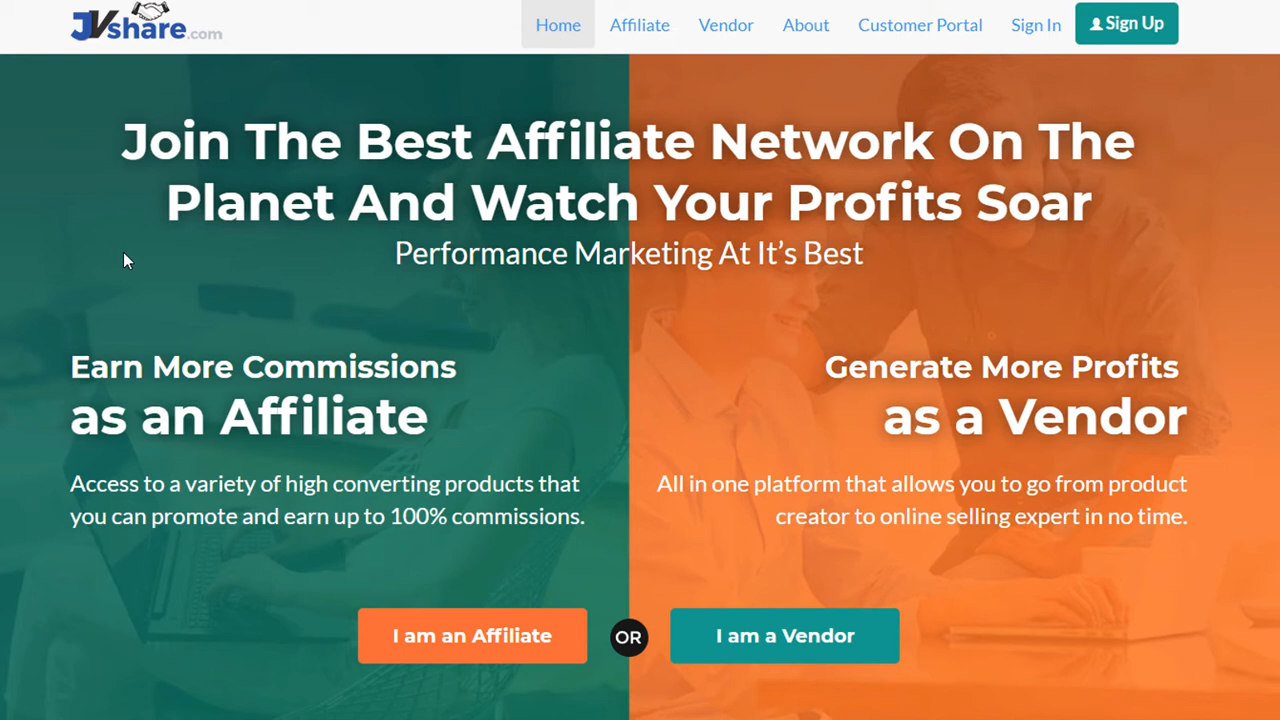 JVshare.com
Home Affiliate Vendor About Customer Portal Sign In Sign Up
Join The Best Affiliate Network On The
Planet And Watch Your Profits Soar
Performance Marketing At It’s Best
Earn More Commissions
as an Affiliate
Access to a variety of high converting products that
you can promote and earn up to 100% commissions.
Generate More Profits
as a Vendor
All in one platform that allows you to go from product
creator to online selling expert in no time.
I am an Affiliate OR I am a Vendor